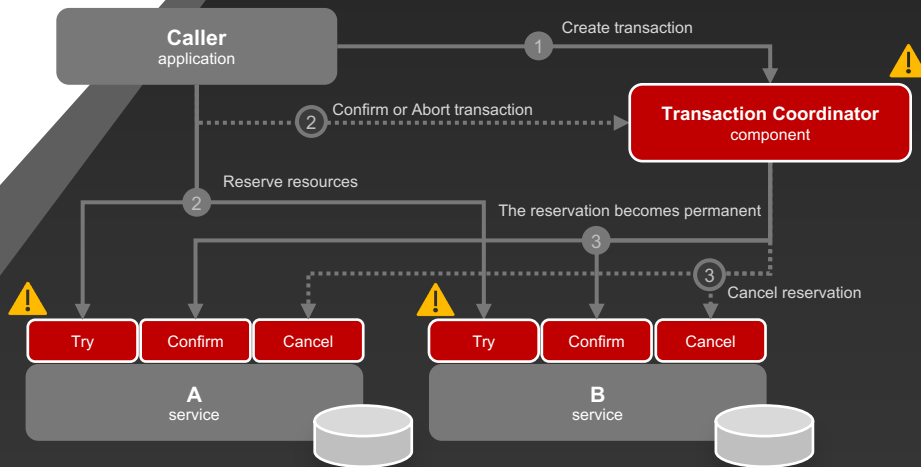 Caller
application
1
Create transaction
2
Confirm or Abort transaction
Transaction Coordinator
component
Reserve resources
2
The reservation becomes permanent
3
3
Cancel reservation
Try
Confirm
Cancel
Try
Confirm
Cancel
A
service
B
service